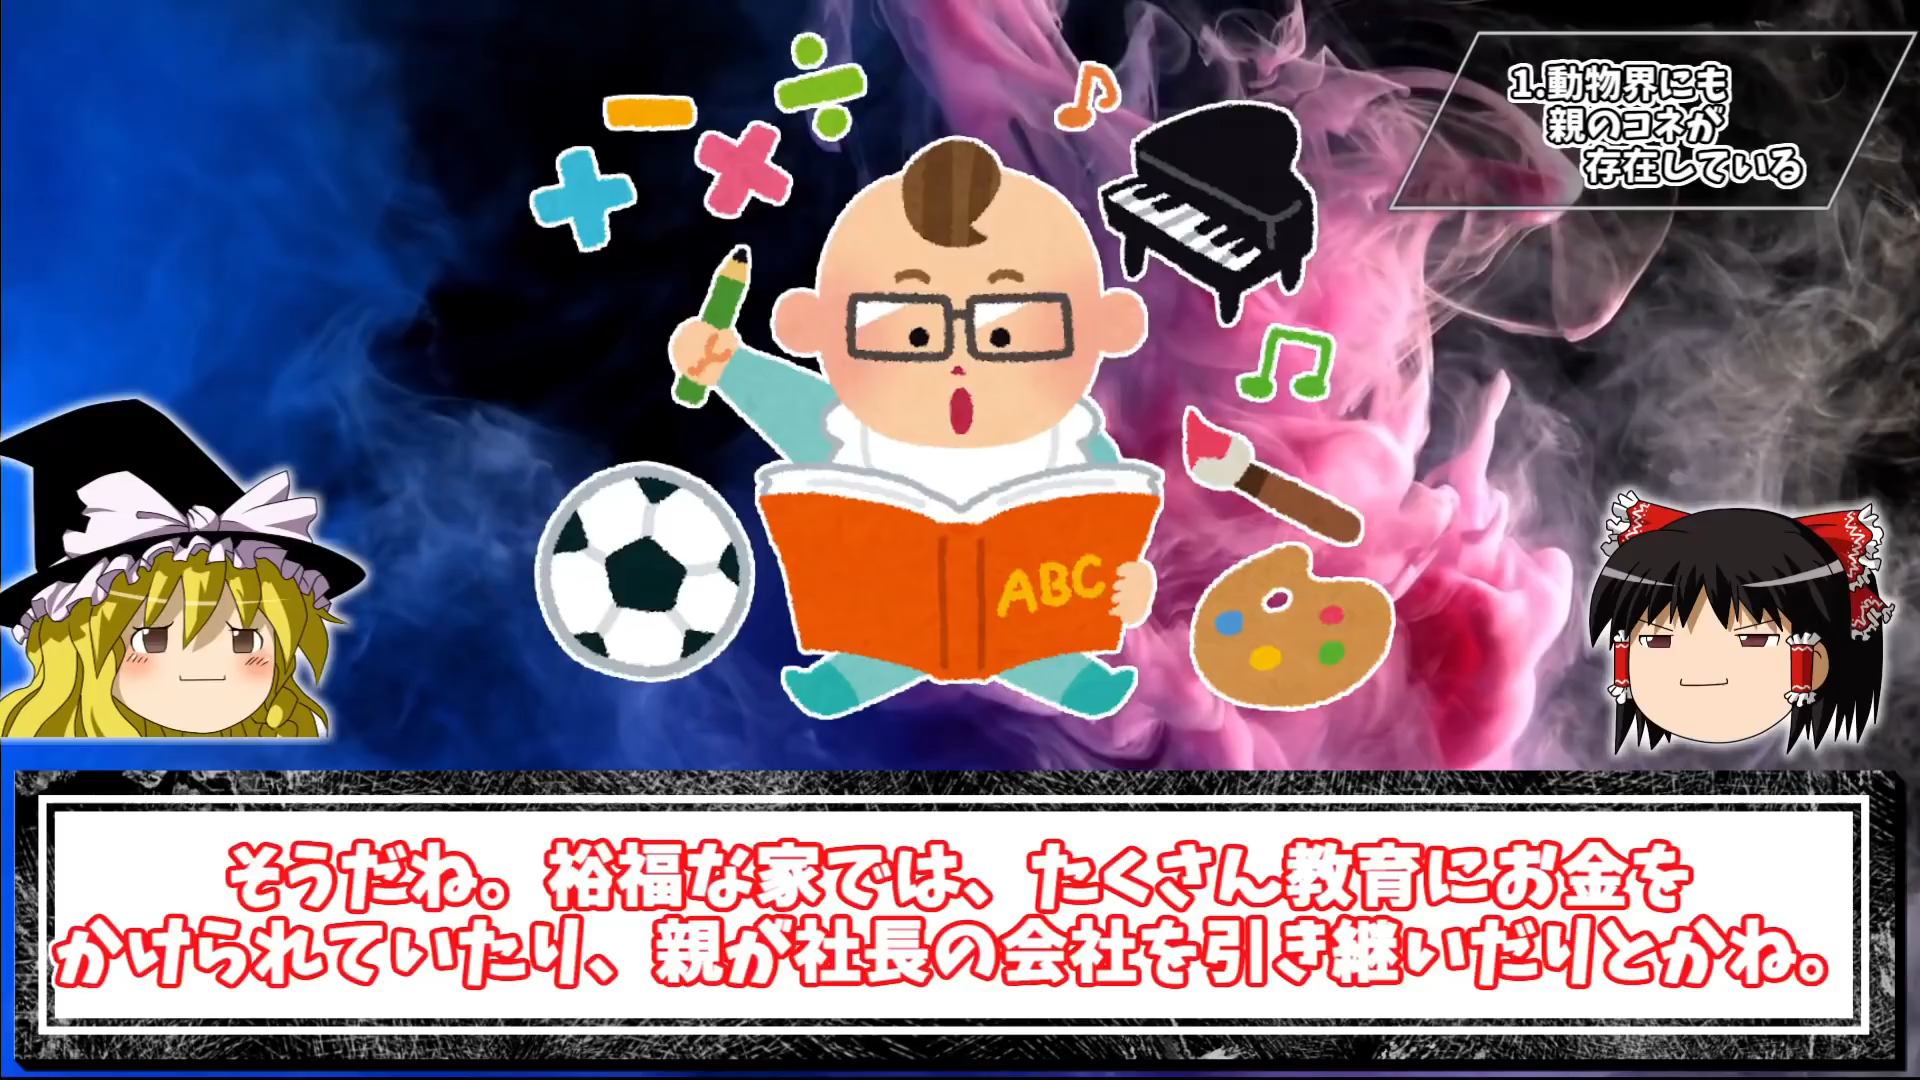 1.動物界にも
親のコネが
存在している
ABC
そうだね。裕福な家では、たくさん教育にお金を
かけられていたり、親が社長の会社を引き継いだりとかね。